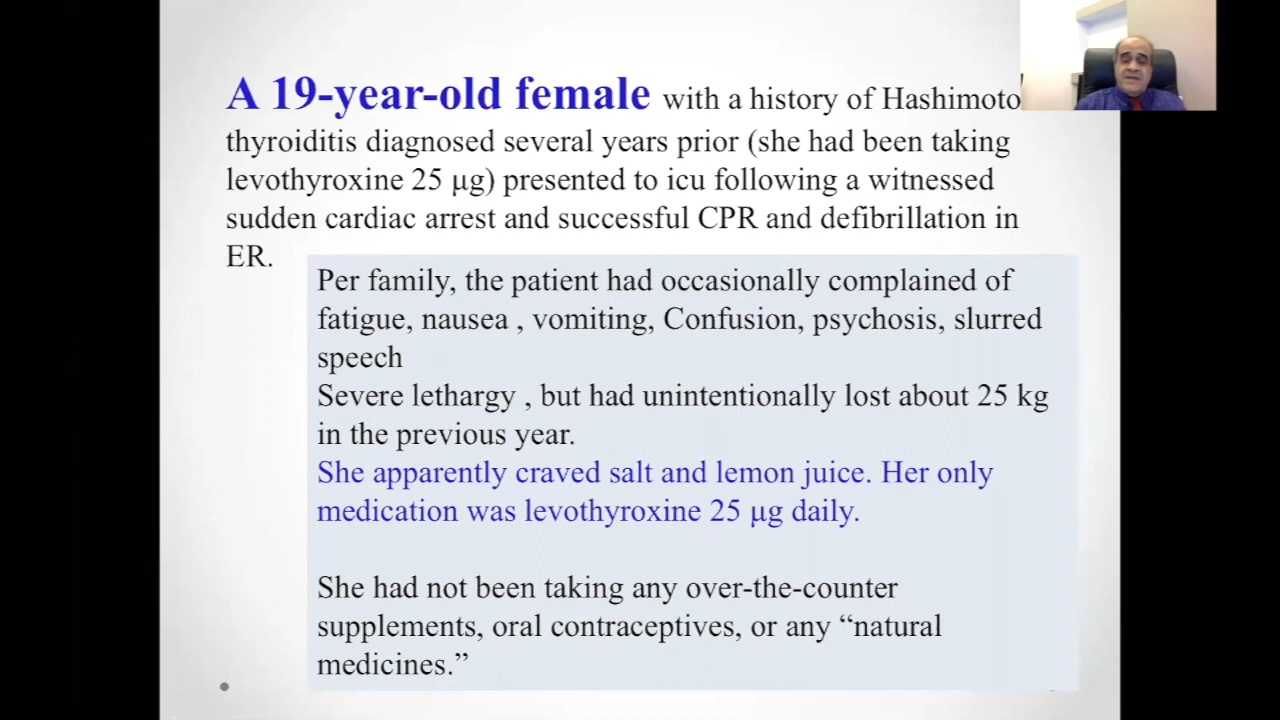 A 19-year-old female with a history of Hashimoto
thyroiditis diagnosed several years prior (she had been taking
levothyroxine 25 μg) presented to icu following a witnessed
sudden cardiac arrest and successful CPR and defibrillation in
ER.
Per family, the patient had occasionally complained of
fatigue, nausea , vomiting, Confusion, psychosis, slurred
speech
Severe lethargy , but had unintentionally lost about 25 kg
in the previous year.
She apparently craved salt and lemon juice. Her only
medication was levothyroxine 25 μg daily.
She had not been taking any over-the-counter
supplements, oral contraceptives, or any “natural
medicines.”